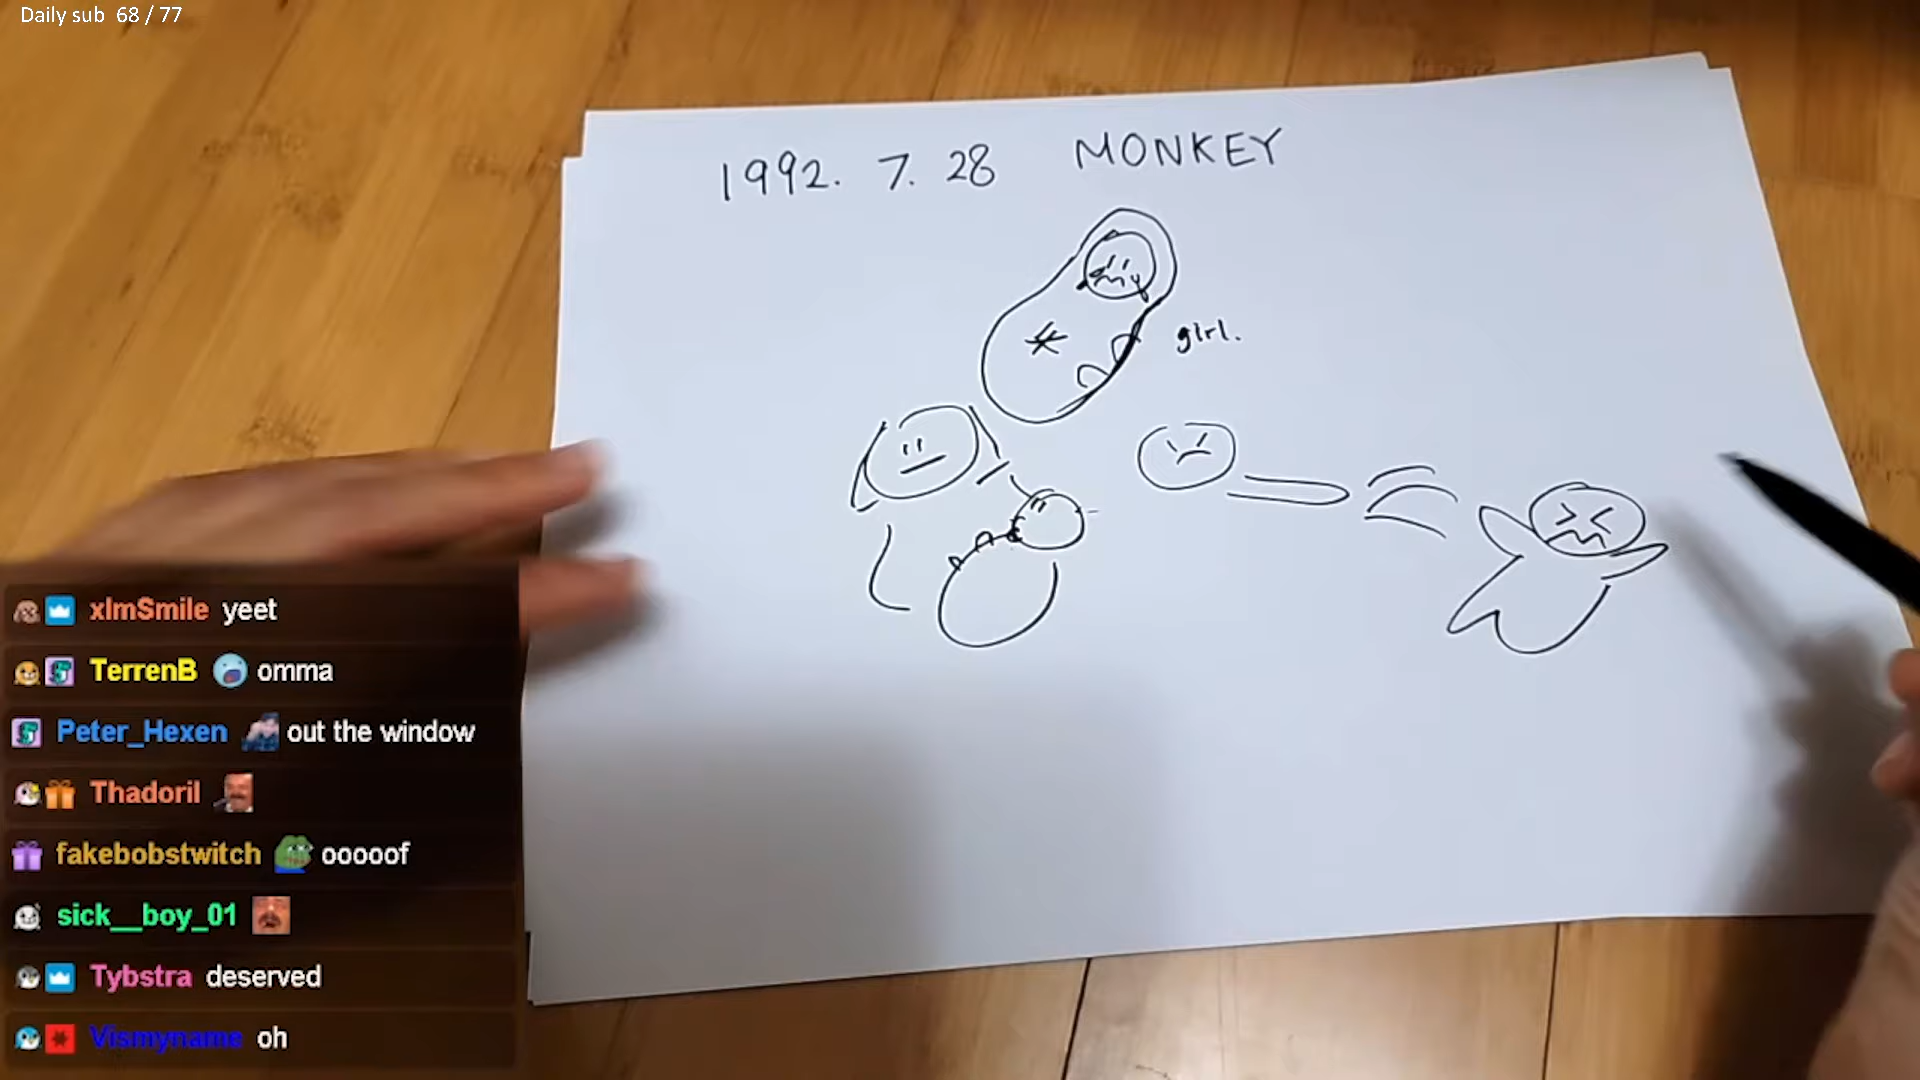 Daily sub 68 / 77
1992. 7. 28 MONKEY
girl.
xImSmile yeet
TerrenB omma
Peter_Hexen out the window
Thadoril
fakebobstwitch ooooof
sick__boy_01
Tybstra deserved
Vismyname oh